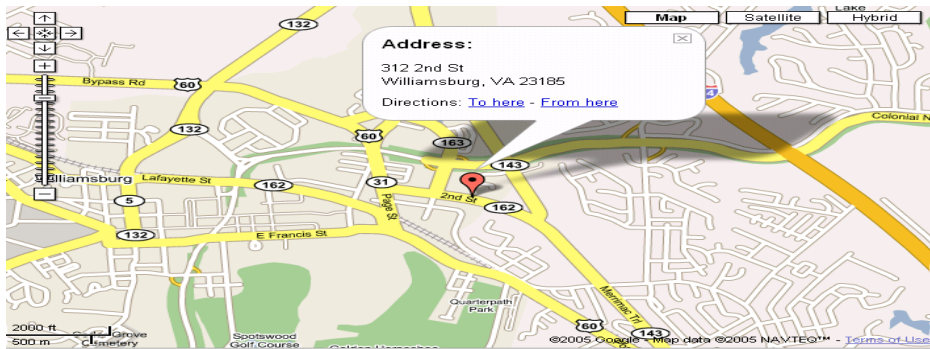 Lake
132
Map
Satellite
Hybrid
Address:
312 2nd St
Williamsburg, VA 23185
Directions: To here - From here
Bypass Rd
60
Colonial N
132
60
163
143
Williamsburg
Lafayette St
162
31
2nd St
162
5
Page St
132
E Francis St
Quarterpath
Park
Merrimac Trl
60
143
2000 ft
500 m
Grove
Cemetery
Spotswood
Golf Course
Golden Horseshoe
©2005 Google - Map data ©2005 NAVTEQ™ - Terms of Use